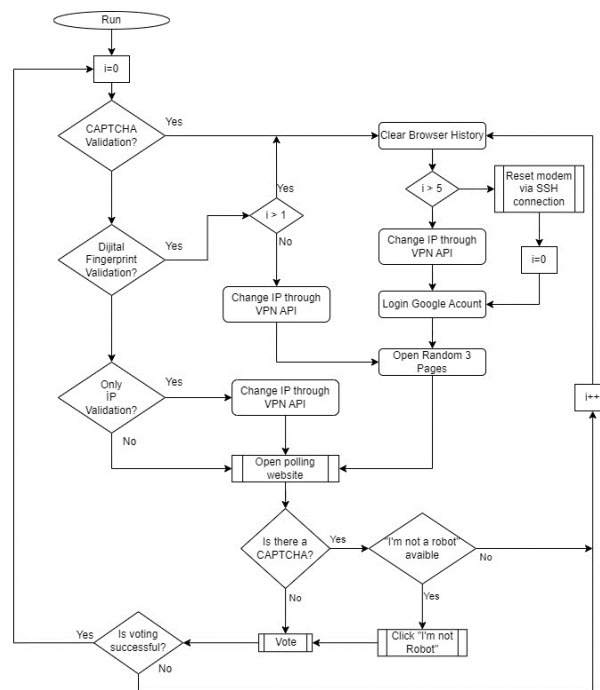 Run
i=0
CAPTCHA
Validation?
Yes
Clear Browser History
i > 5
Reset modem
via SSH
connection
Yes
i > 1
No
Dijital
Fingerprint
Validation?
Yes
Change IP through
VPN API
i=0
Change IP through
VPN API
Login Google Acount
Open Random 3
Pages
Only
İP
Validation?
Yes
No
Change IP through
VPN API
i++
Open polling
website
Is there a
CAPTCHA?
Yes
No
"I'm not a robot"
avaible
No
Yes
Is voting
successful?
Yes
No
Vote
Click "I'm not
Robot"